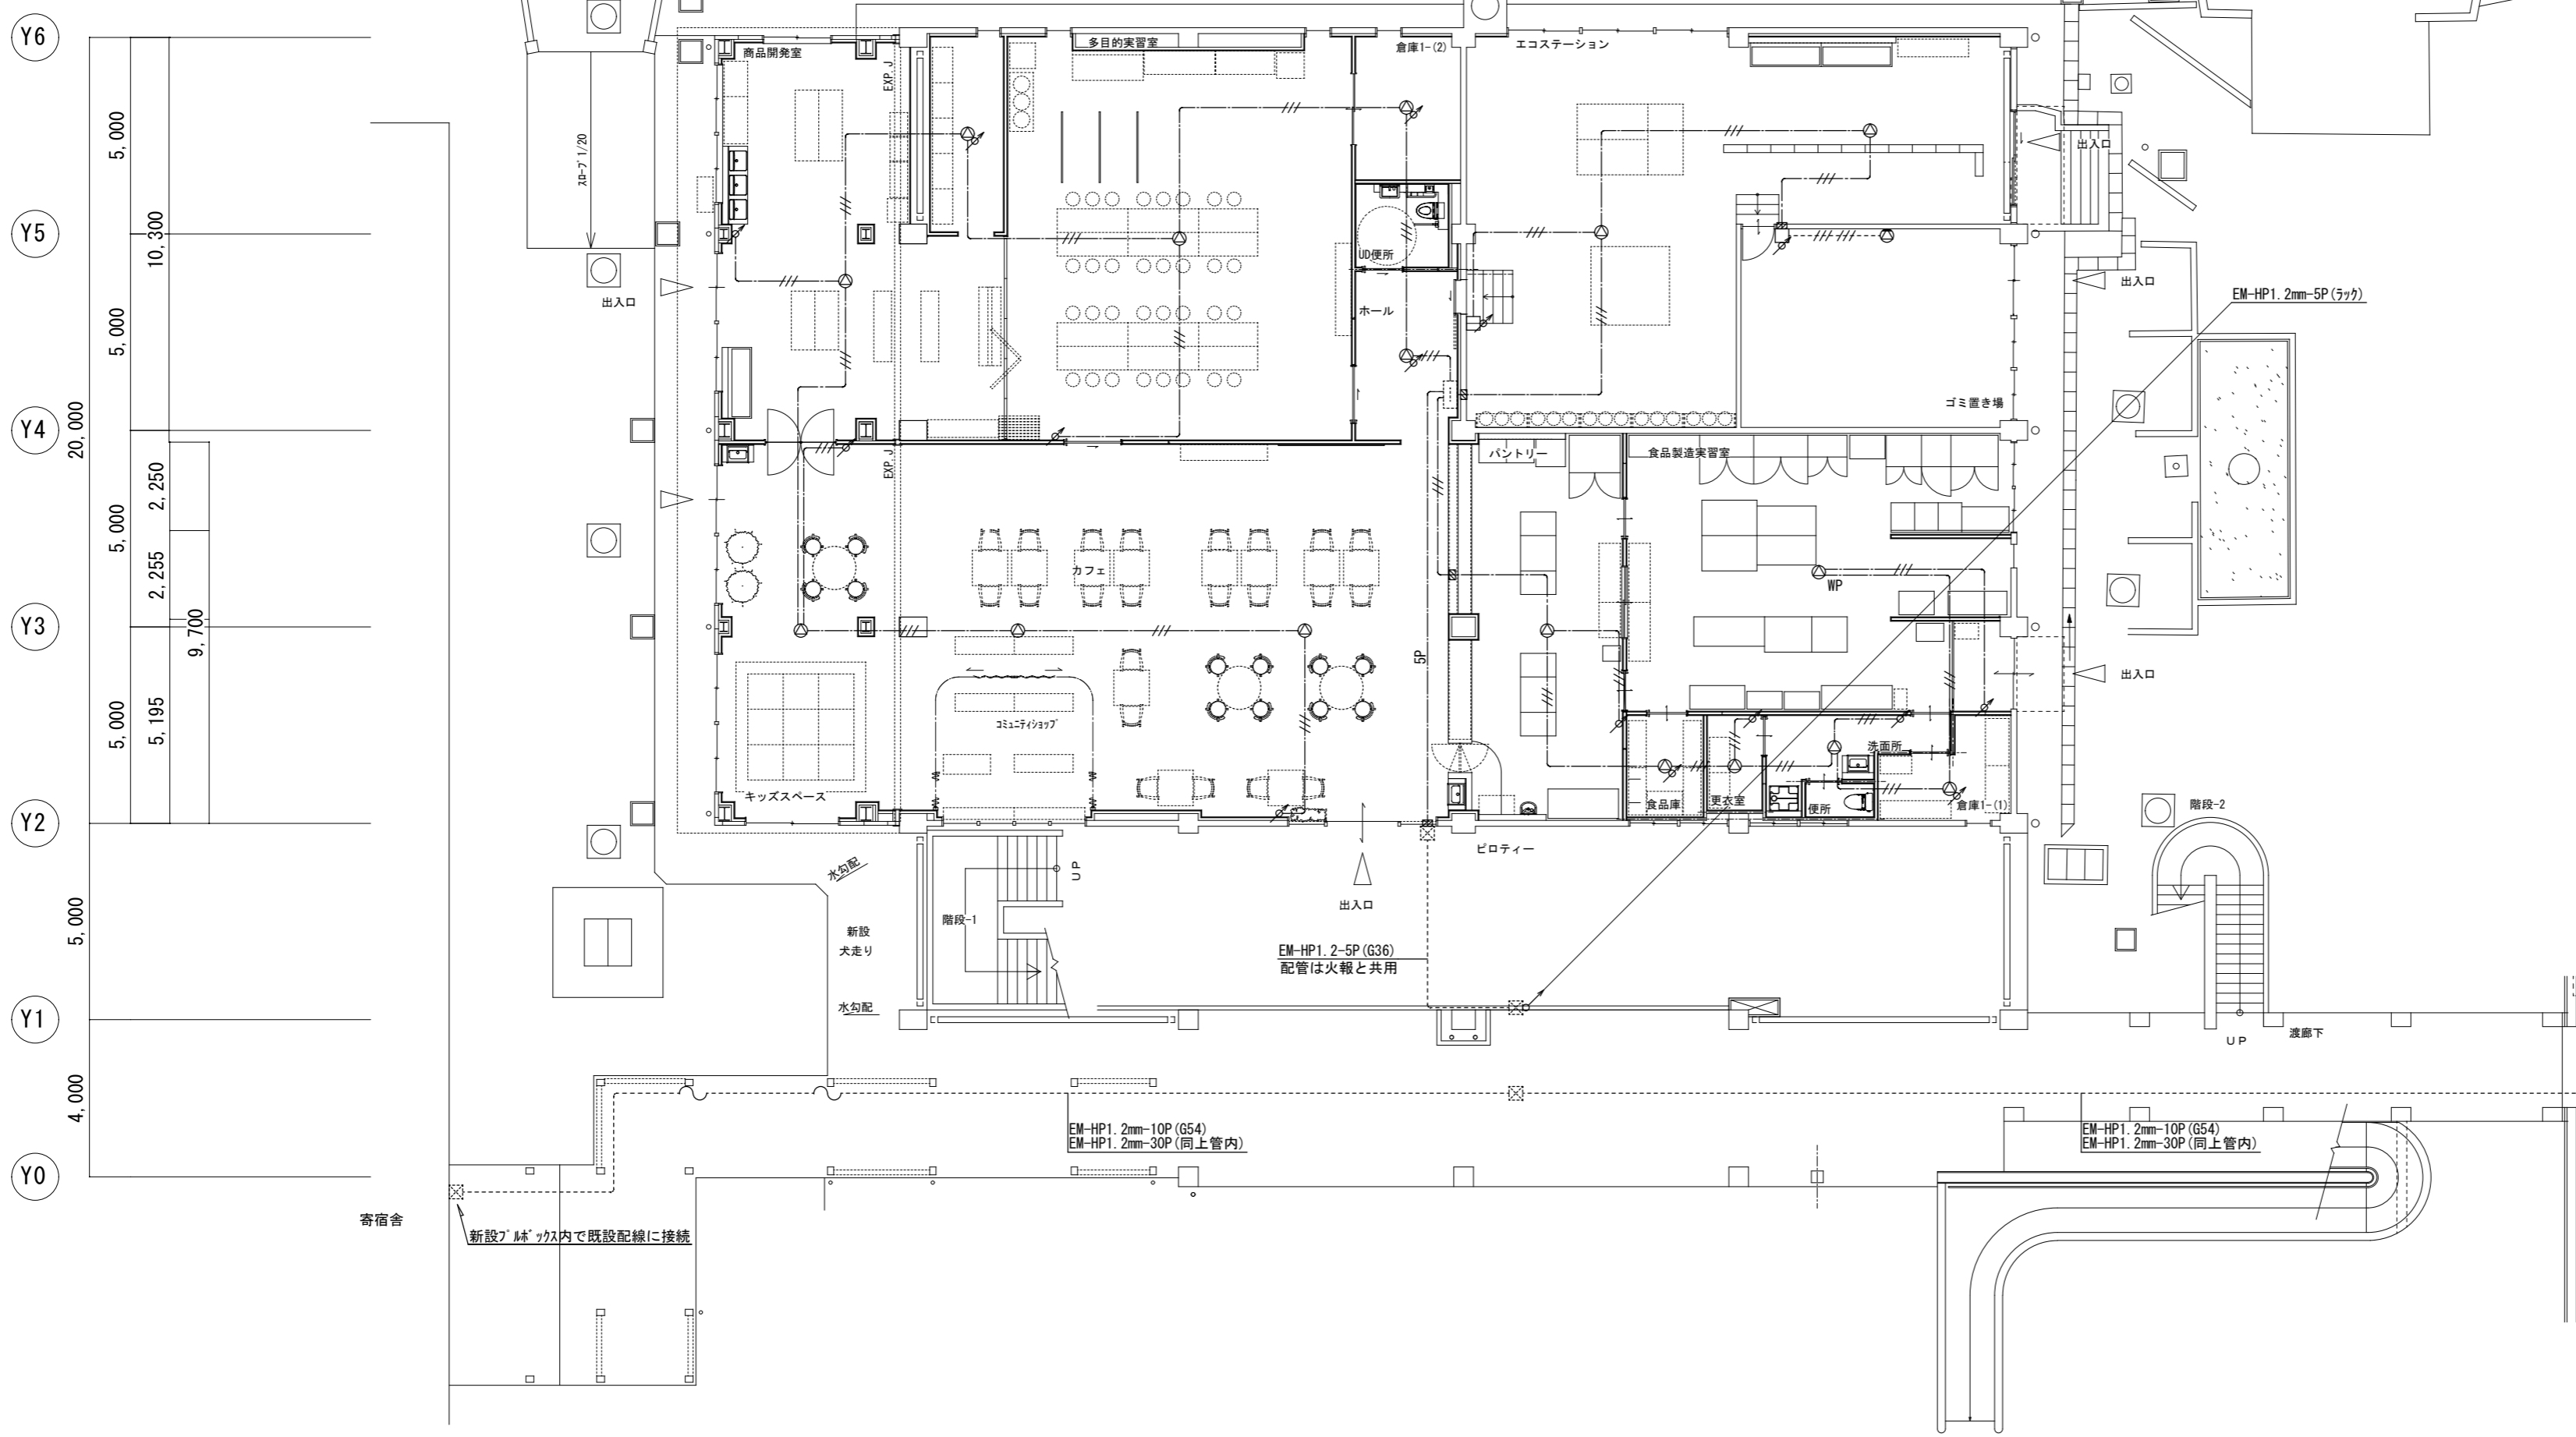 Y6
Y5
Y4
Y3
Y2
Y1
Y0
5,000
5,000
5,000
5,000
5,000
4,000
20,000
10,300
2,250
2,255
5,195
9,700
商品開発室
EXP.J
多目的実習室
倉庫1-(2)
エコステーション
スロープ1/20
出入口
出入口
UD便所
ホール
出入口
EM-HP1.2mm-5P(ラック)
ゴミ置き場
EXP.J
パントリー
食品製造実習室
カフェ
WP
5P
出入口
コミュニティショップ
洗面所
キッズスペース
食品庫
更衣室
便所
倉庫1-(1)
階段-2
ピロティー
水勾配
UP
階段-1
出入口
新設
犬走り
EM-HP1.2-5P(G36)
配管は火報と共用
水勾配
UP
渡廊下
EM-HP1.2mm-10P(G54)
EM-HP1.2mm-30P(同上管内)
EM-HP1.2mm-10P(G54)
EM-HP1.2mm-30P(同上管内)
寄宿舎
新設プルボックス内で既設配線に接続